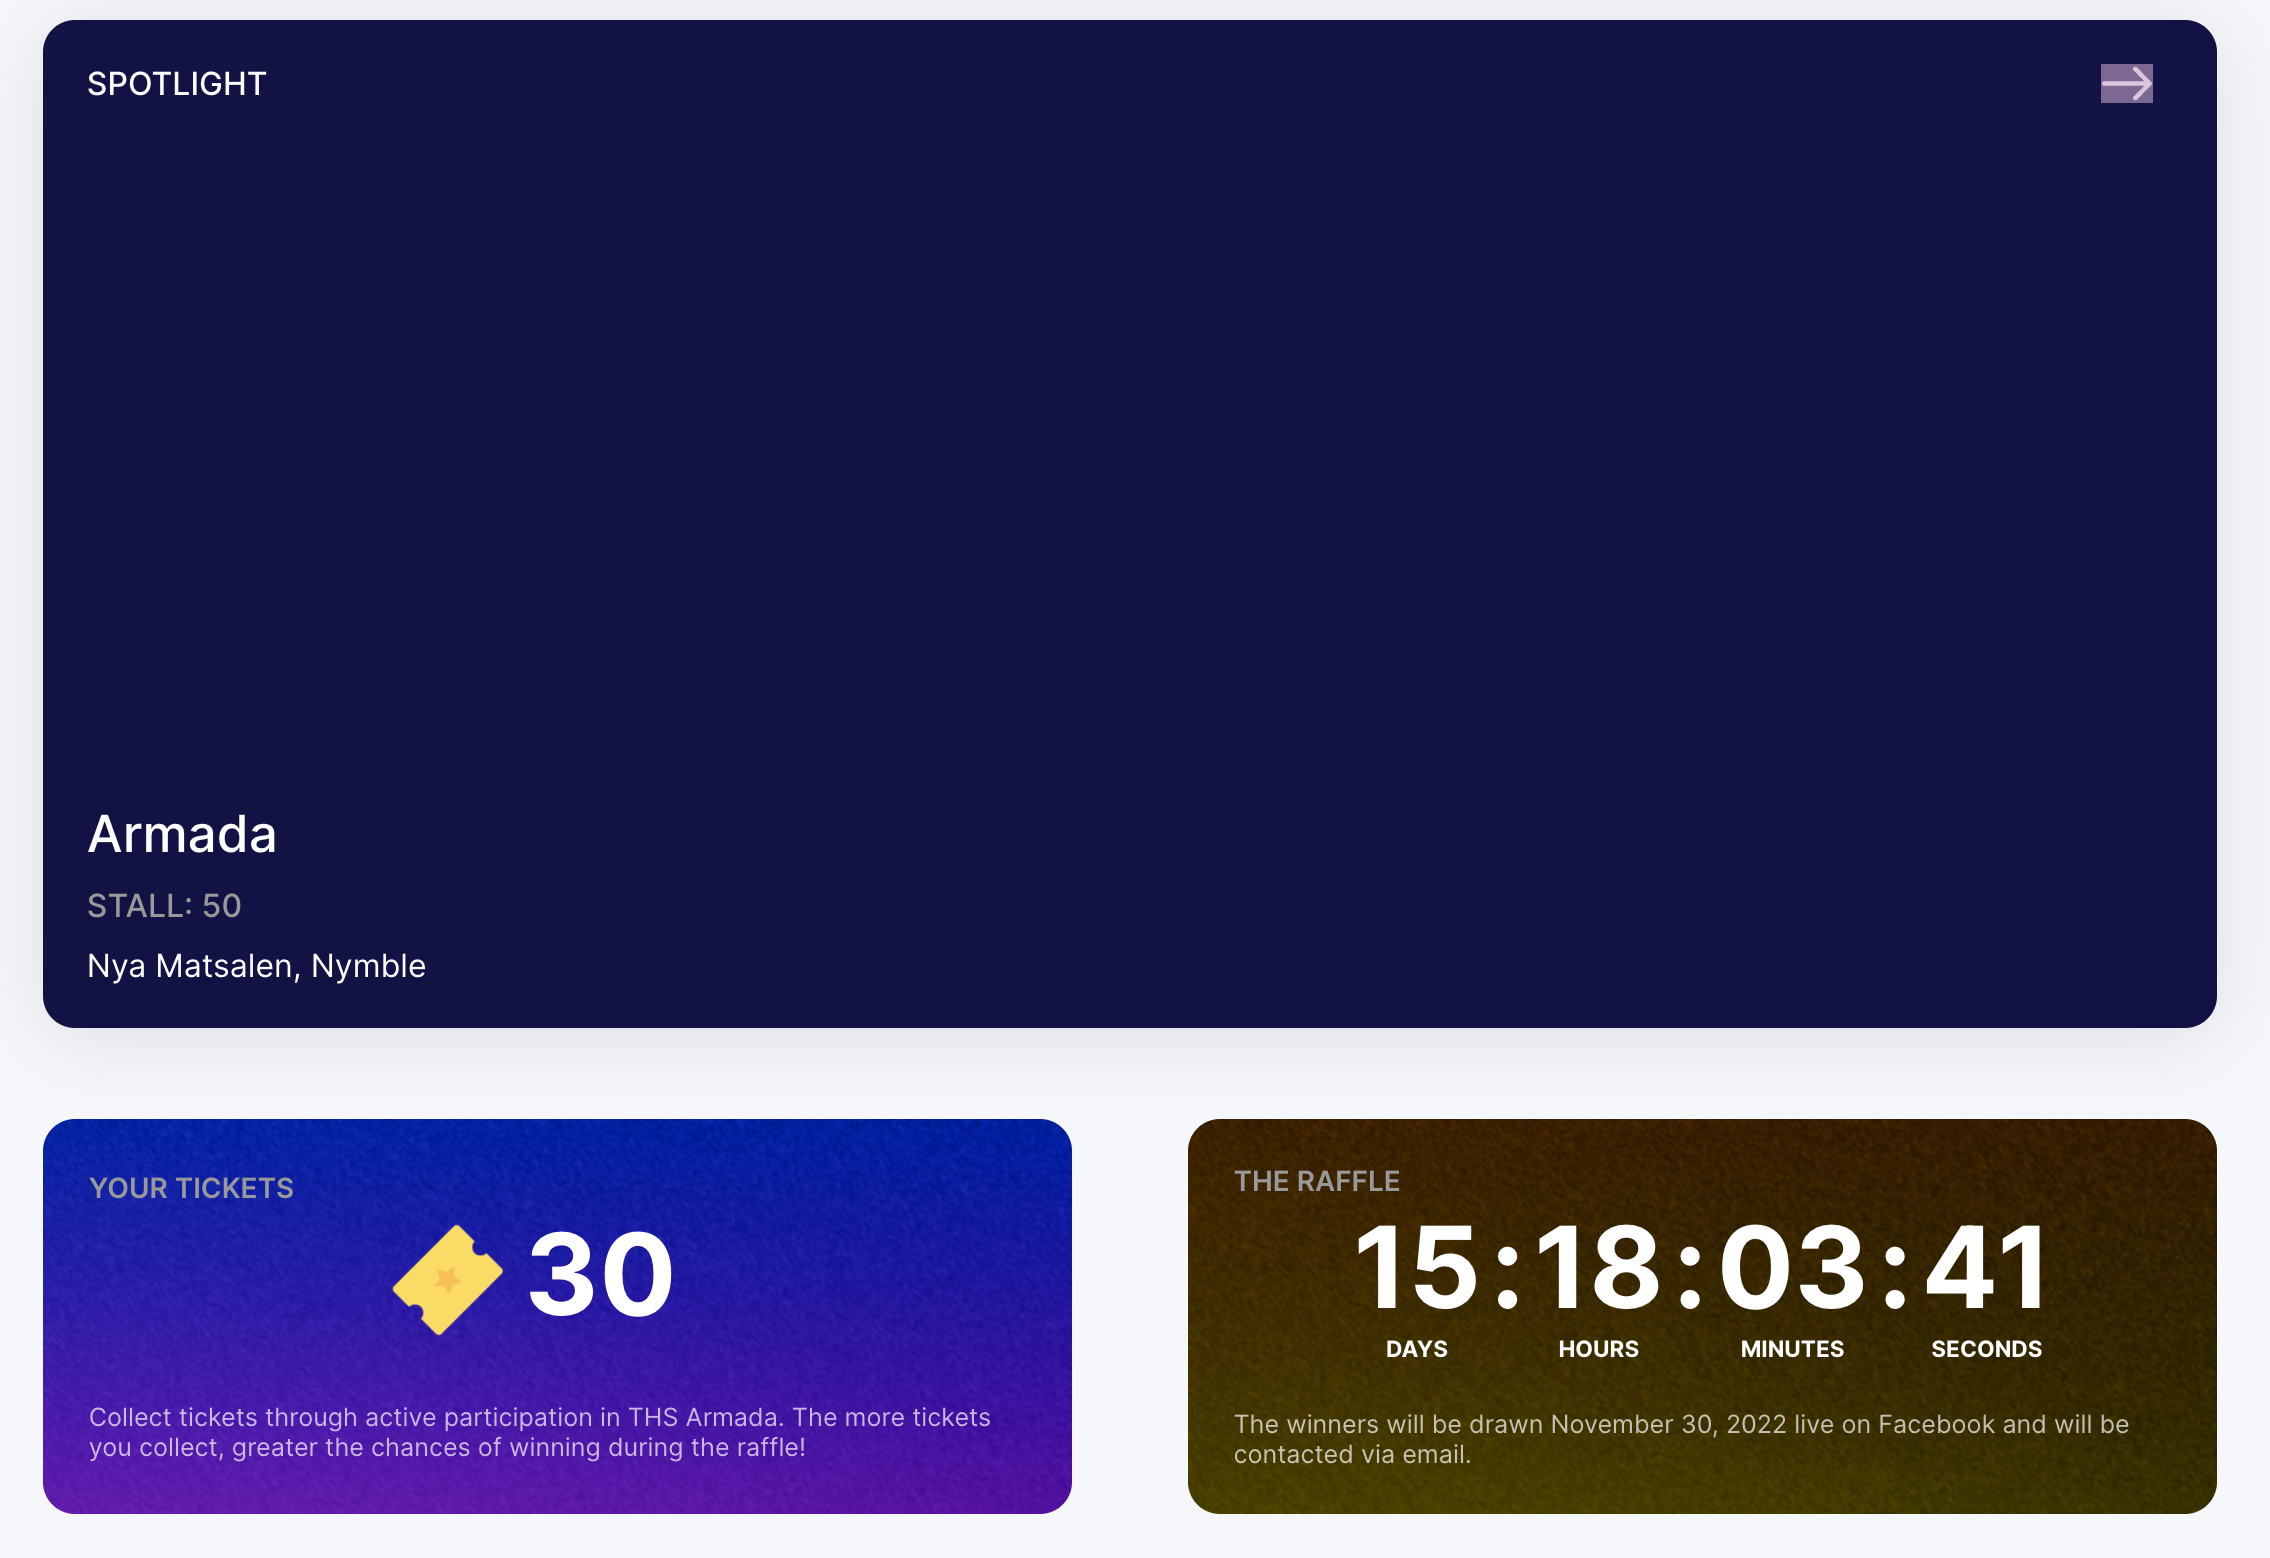 SPOTLIGHT
Armada
STALL: 50
Nya Matsalen, Nymble
YOUR TICKETS
30
Collect tickets through active participation in THS Armada. The more tickets
you collect, greater the chances of winning during the raffle!
THE RAFFLE
15:18:03:41
DAYS HOURS MINUTES SECONDS
The winners will be drawn November 30, 2022 live on Facebook and will be
contacted via email.